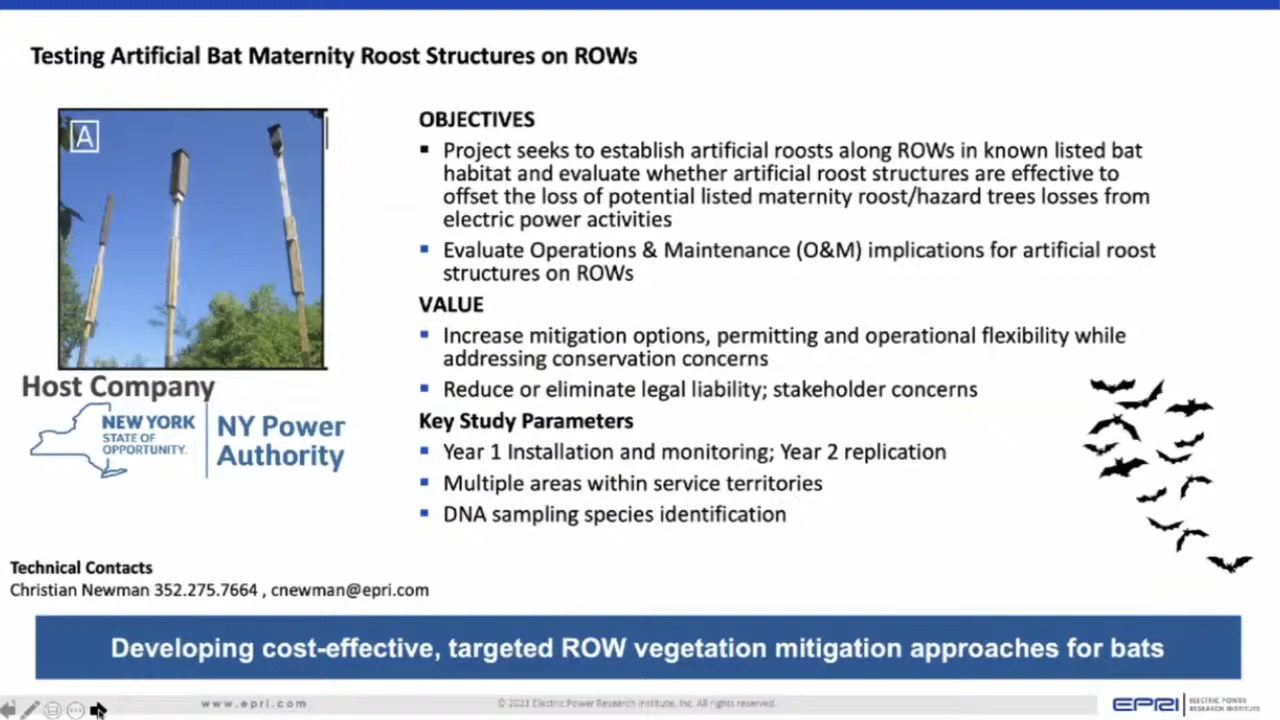 Testing Artificial Bat Maternity Roost Structures on ROWs
A
Host Company
NEW YORK
STATE OF
OPPORTUNITY.
NY Power
Authority
OBJECTIVES
Project seeks to establish artificial roosts along ROWs in known listed bat
habitat and evaluate whether artificial roost structures are effective to
offset the loss of potential listed maternity roost/hazard trees losses from
electric power activities
Evaluate Operations & Maintenance (O&M) implications for artificial roost
structures on ROWs
VALUE
Increase mitigation options, permitting and operational flexibility while
addressing conservation concerns
Reduce or eliminate legal liability; stakeholder concerns
Key Study Parameters
Year 1 Installation and monitoring; Year 2 replication
Multiple areas within service territories
DNA sampling species identification
Technical Contacts
Christian Newman 352.275.7664 , cnewman@epri.com
Developing cost-effective, targeted ROW vegetation mitigation approaches for bats
www.epri.com
© 2021 Electric Power Research Institute, Inc. All rights reserved.
EPRI
ELECTRIC POWER
RESEARCH INSTITUTE